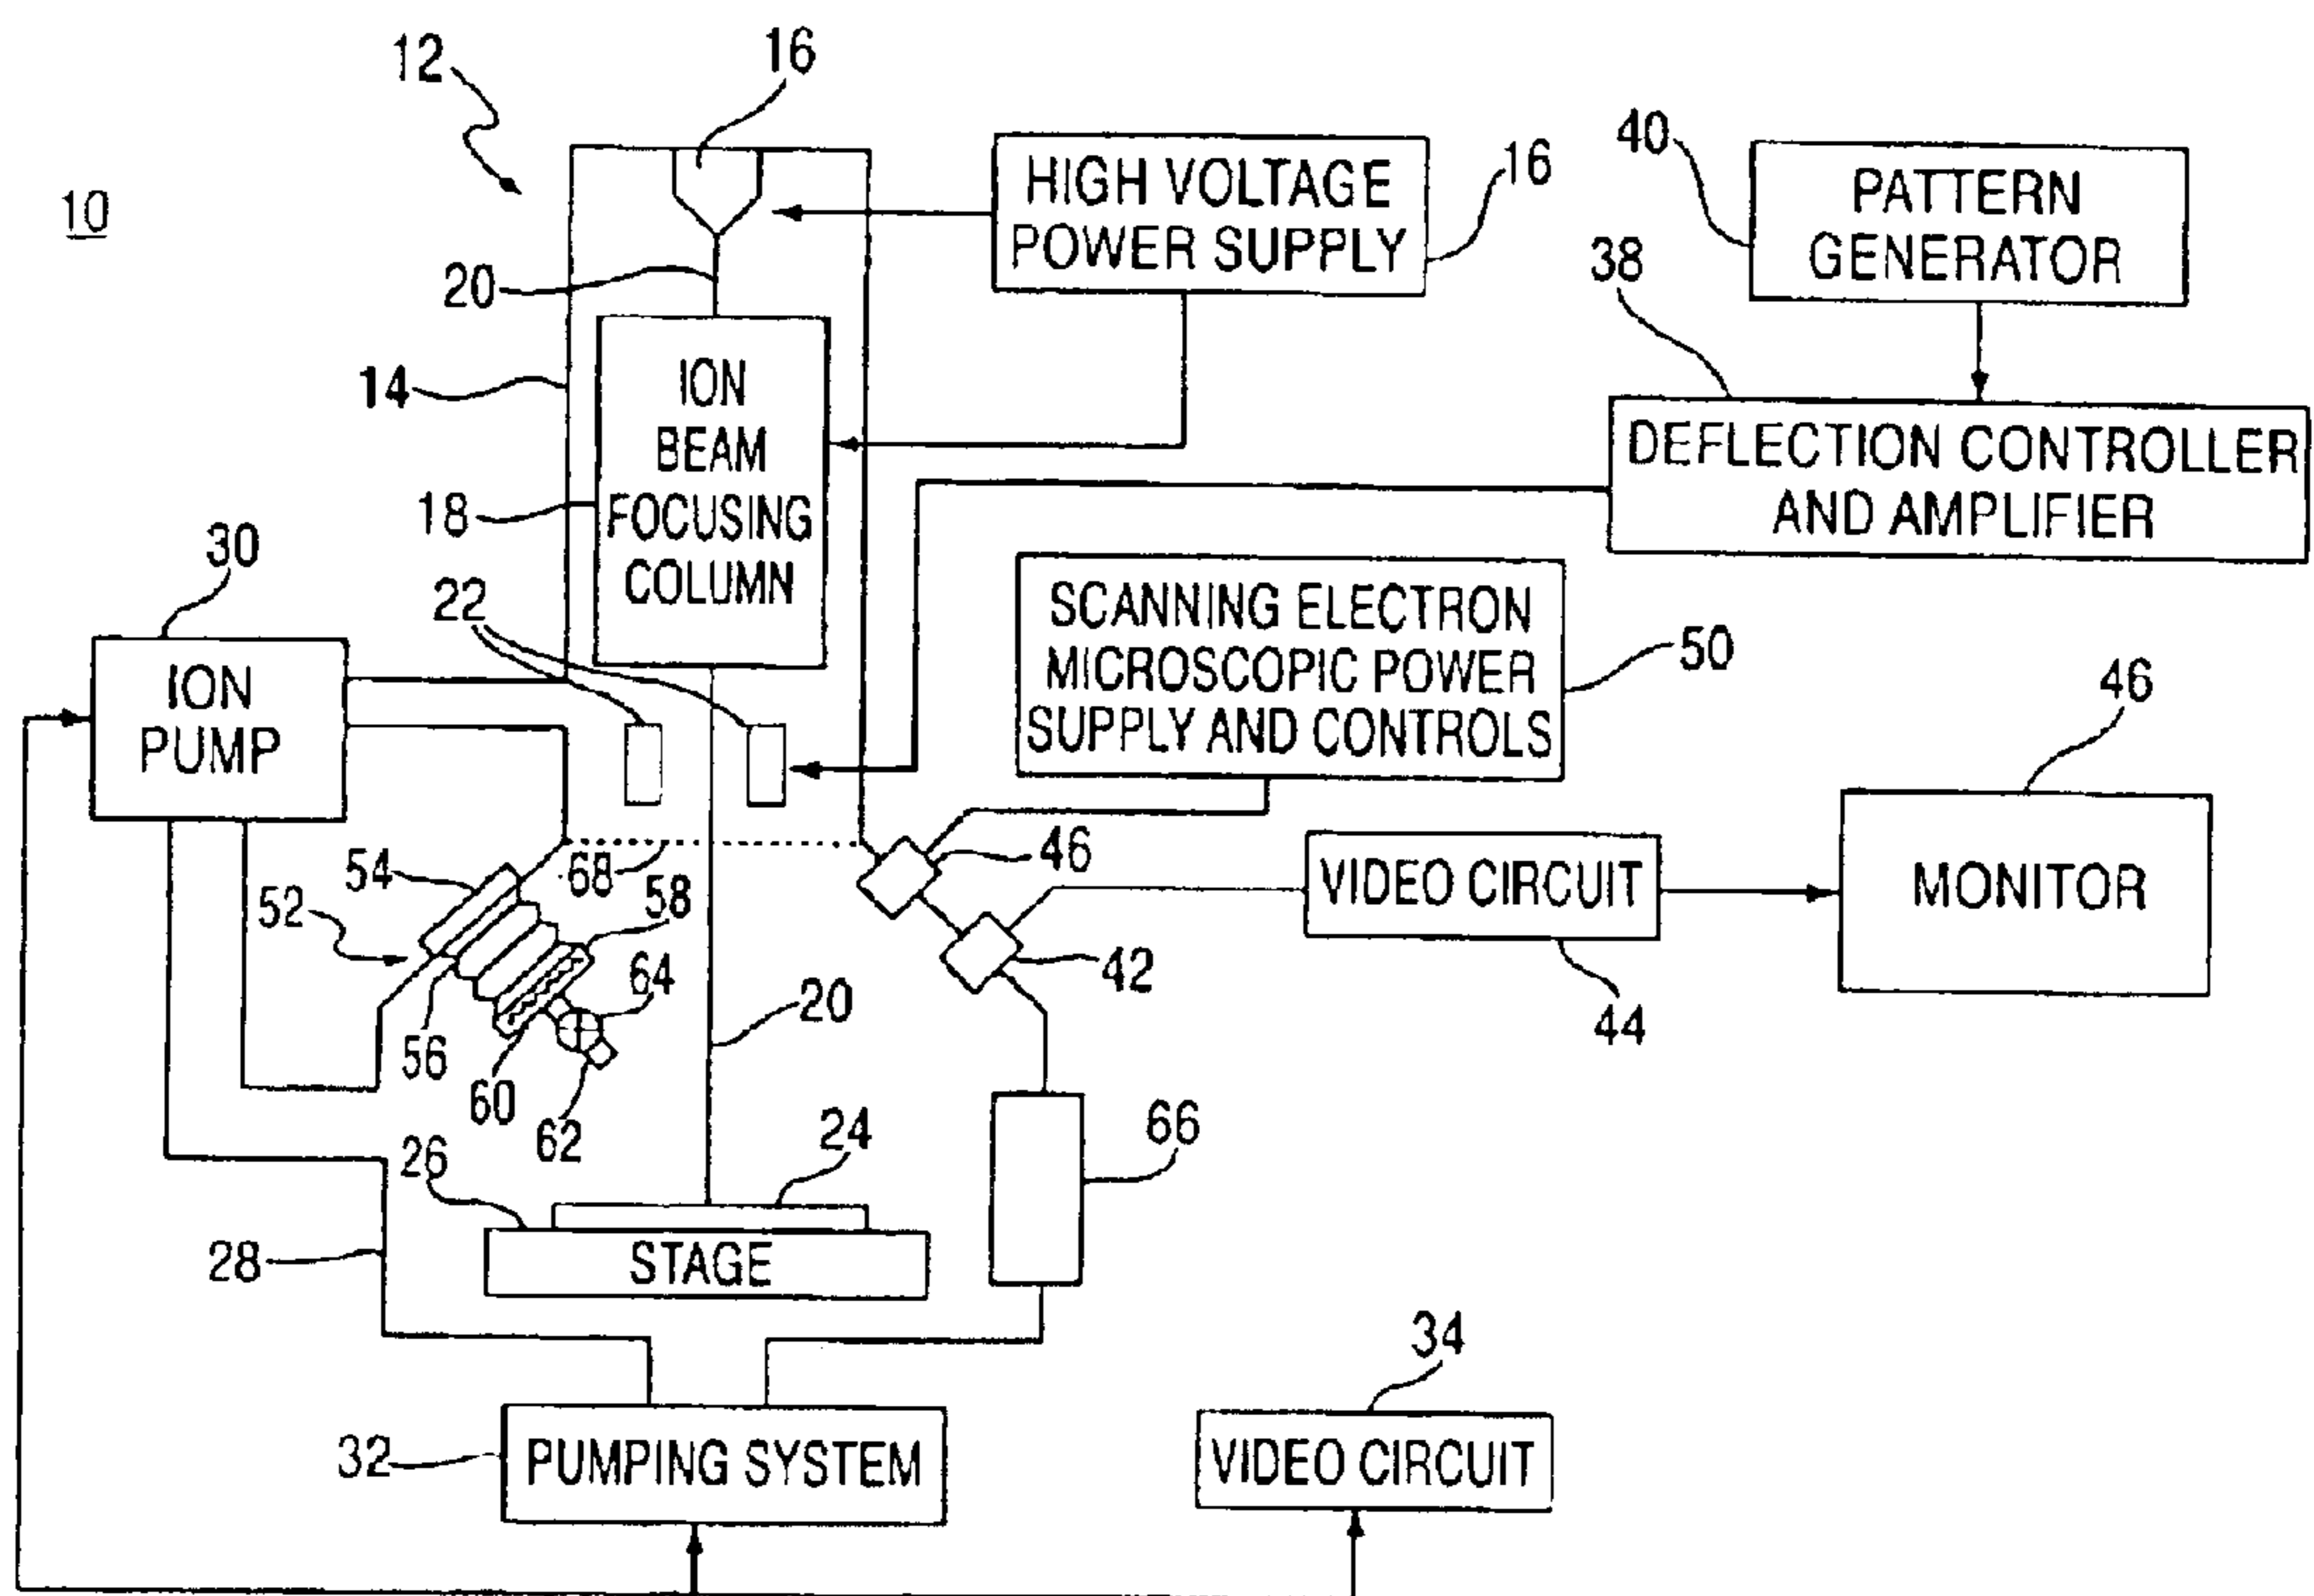 12
16
10
HIGH VOLTAGE
POWER SUPPLY
16
40
PATTERN
GENERATOR
20
38
14
ION
BEAM
FOCUSING
COLUMN
18
DEFLECTION CONTROLLER
AND AMPLIFIER
30
22
ION
PUMP
SCANNING ELECTRON
MICROSCOPIC POWER
SUPPLY AND CONTROLS
50
46
54
68
58
46
VIDEO CIRCUIT
MONITOR
52
64
42
20
44
56
60
62
24
66
26
28
STAGE
34
32
PUMPING SYSTEM
VIDEO CIRCUIT